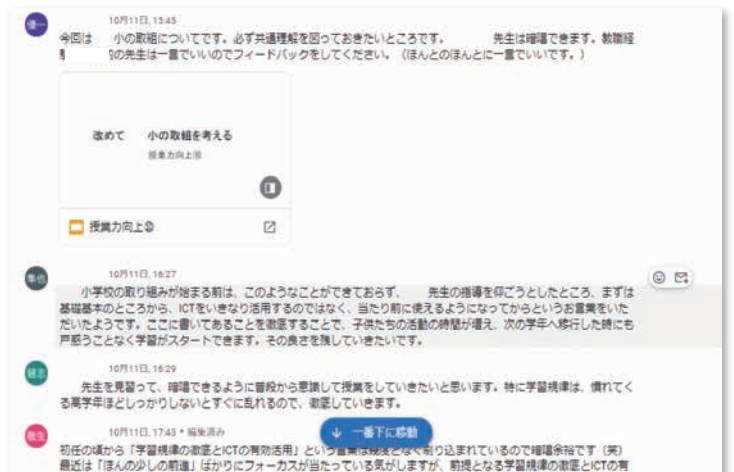 優一
10月11日, 15:45
今回は　　小の取組についてです。必ず共通理解を図っておきたいところです。　　　先生は暗唱できます。教職経
の先生は一言でいいのでフィードバックをしてください。（ほんとのほんとに一言でいいです。）
改めて　　小の取組を考える
授業力向上⑩
授業力向上
10月11日, 16:27
小学校の取り組みが始まる前は、このようなことができておらず、　　先生の指導を仰ごうとしたところ、まずは
基礎基本のところから、ICTをいきなり活用するのではなく、当たり前に使えるようになってからというお言葉をいた
だいたようです。ここに書いてあることを徹底することで、子供たちの活動の時間が増え、次の学年へ移行した時にも
戸惑うことなく学習がスタートできます。その良さを残していきたいです。
健志
10月11日, 16:29
先生を見習って、暗唱できるように普段から意識して授業をしていきたいと思います。特に学習規律は、慣れてく
る高学年ほどしっかりしないとすぐに乱れるので、徹底していきます。
10月11日, 17:43 • 編集済み
↓ 一番下に移動
初任の頃から「学習規律の徹底とICTの有効活用」という言葉は幾度となく刷り込まれているので暗唱余裕です（笑）
最近は「ほんの少しの前進」ばかりにフォーカスが当たっている気がしますが、前提となる学習規律の徹底とICTの有